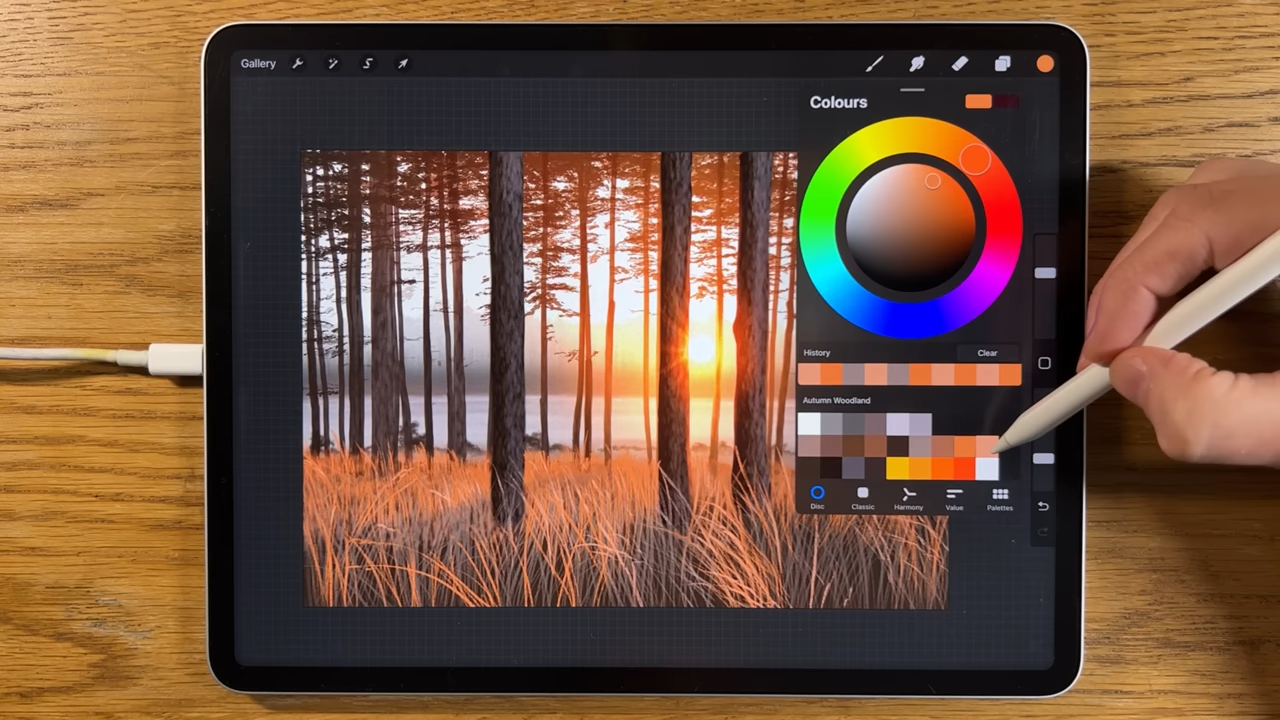 Gallery
Colours
History
Clear
Autumn Woodland
Disc
Classic
Harmony
Value
Palettes